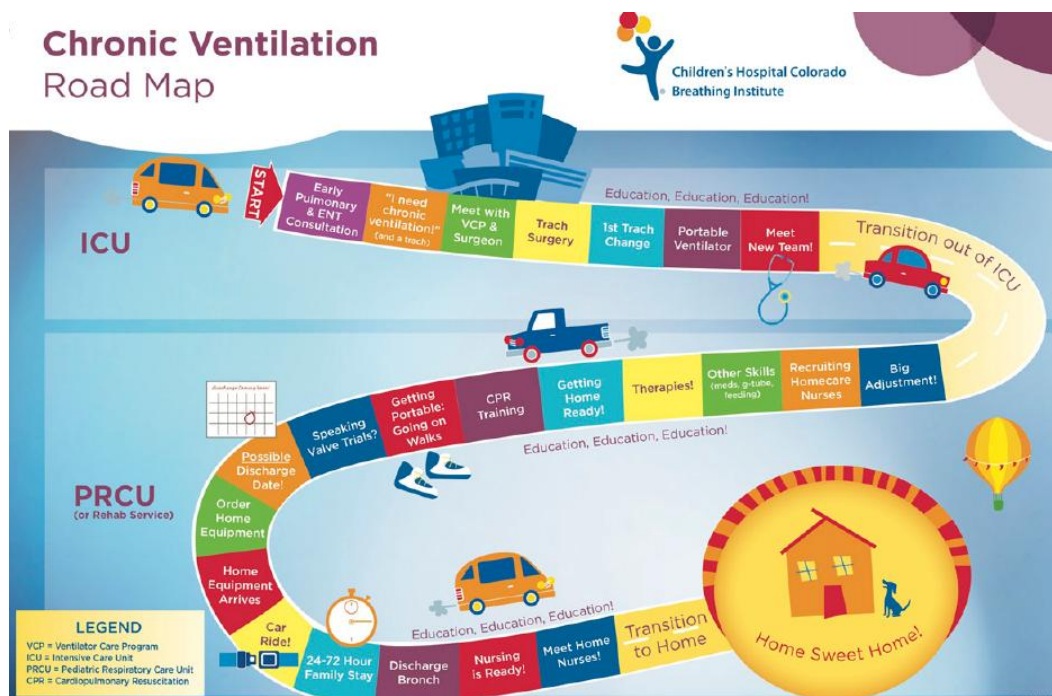 Chronic Ventilation
Road Map
Children's Hospital Colorado
Breathing Institute
ICU
START
Early
Pulmonary
& ENT
Consultation
"I need
chronic
ventilation!"
(and a trach)
Meet with
VCP &
Surgeon
Trach
Surgery
1st Trach
Change
Portable
Ventilator
Meet
New Team!
Education, Education, Education!
Transition out of ICU
Big
Adjustment!
Recruiting
Homecare
Nurses
Other Skills
(meds, g-tube,
feeding)
Therapies!
Getting
Home
Ready!
CPR
Training
Getting
Portable:
Going on
Walks
Speaking
Valve Trials?
Education, Education, Education!
PRCU
(or Rehab Service)
Possible
Discharge
Date!
Order
Home
Equipment
Home
Equipment
Arrives
Car
Ride!
24-72 Hour
Family Stay
Discharge
Bronch
Nursing
is Ready!
Meet Home
Nurses!
Education, Education, Education!
Transition
to Home
Home Sweet Home!
LEGEND
VCP = Ventilator Care Program
ICU = Intensive Care Unit
PRCU = Pediatric Respiratory Care Unit
CPR = Cardiopulmonary Resuscitation